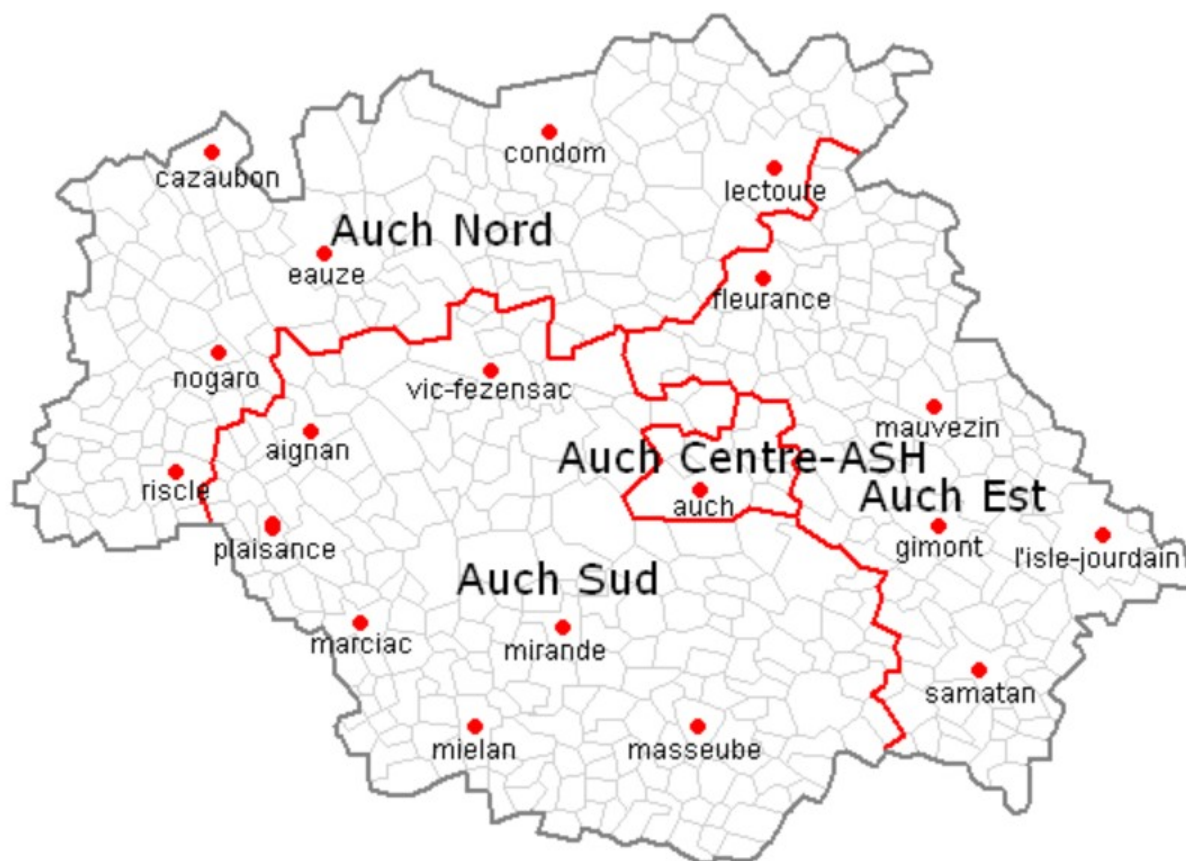 condom
cazaubon
lectoure
Auch Nord
eauze
fleurance
nogaro
vic-fezensac
mauvezin
aignan
Auch Centre-ASH
riscle
auch
Auch Est
plaisance
gimont
l'isle-jourdain
Auch Sud
marciac
mirande
samatan
mielan
masseube